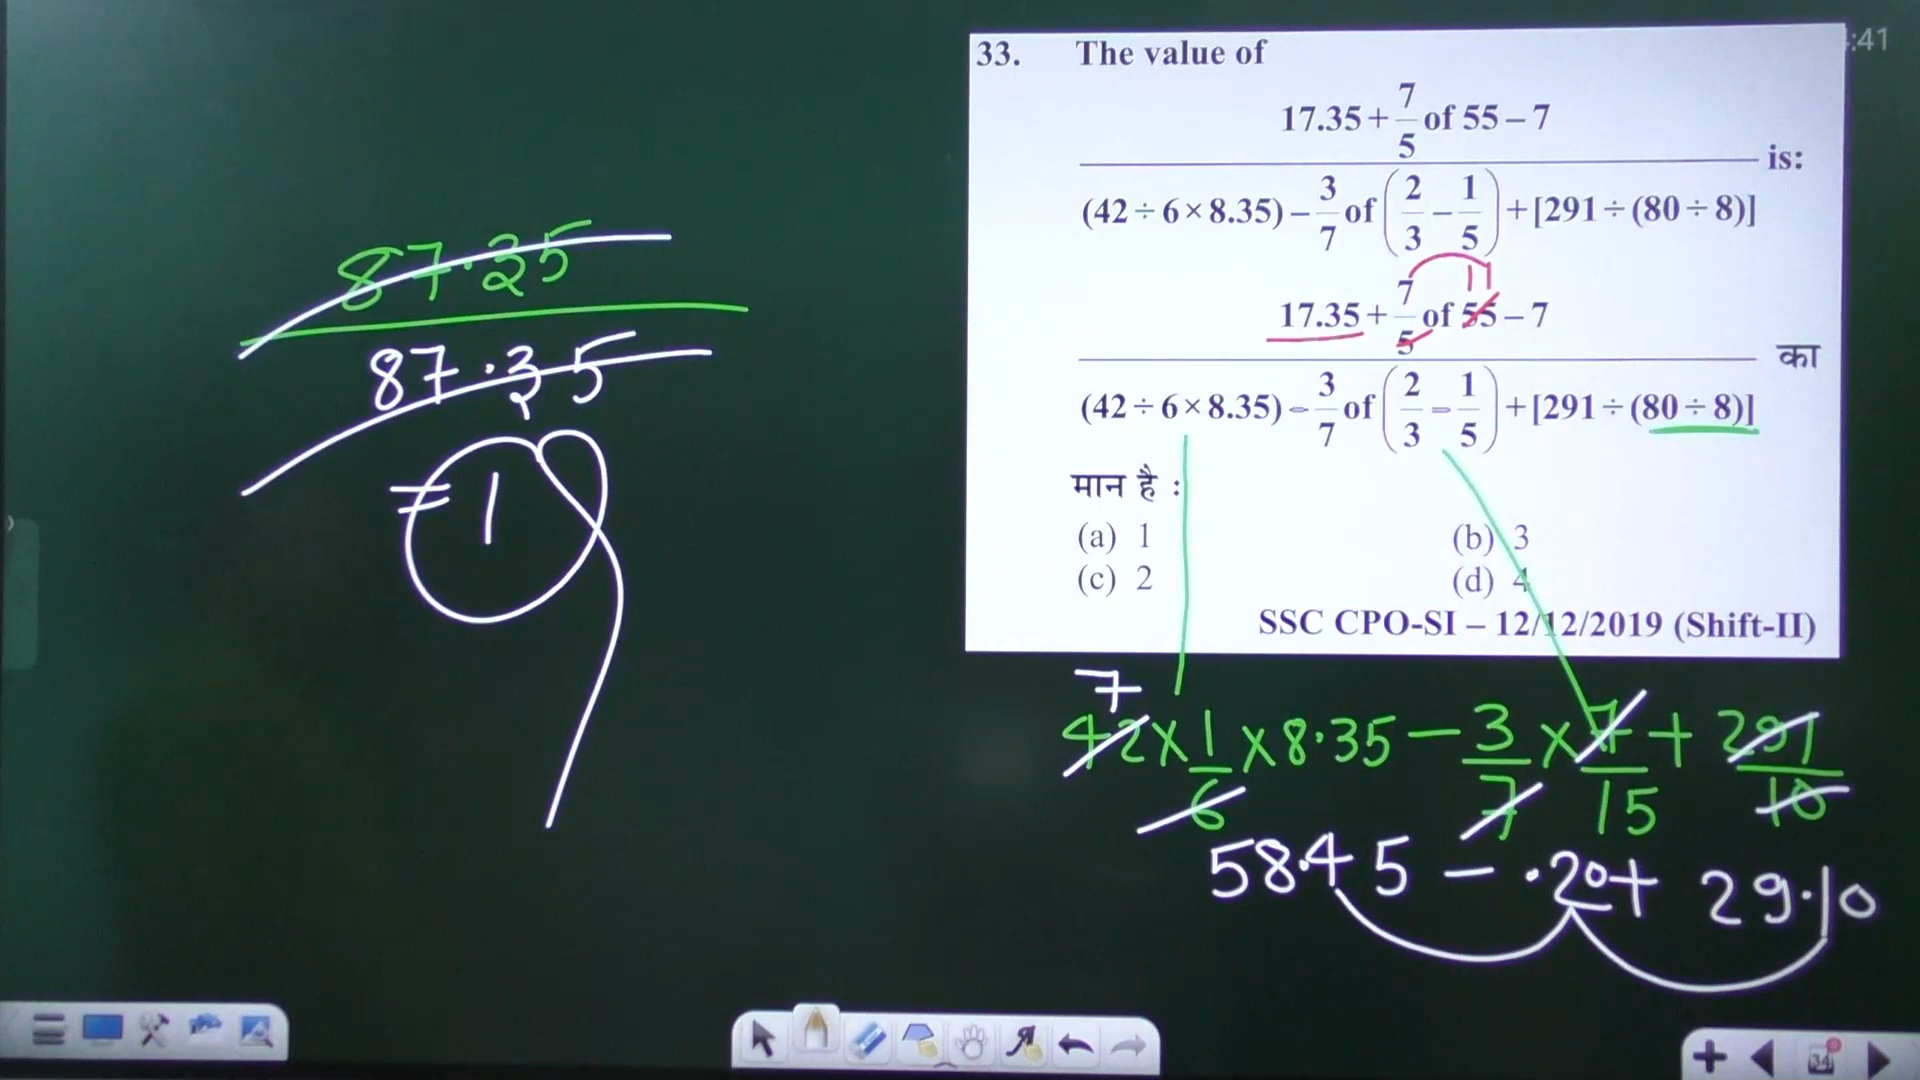 :41
33. The value of
17.35 + 7/5 of 55 – 7
is:
(42 ÷ 6 × 8.35) – 3/7 of (2/3 – 1/5) + [291 ÷ (80 ÷ 8)]
11
17.35 + 7/5 of 55 – 7
का
(42 ÷ 6 × 8.35) – 3/7 of (2/3 – 1/5) + [291 ÷ (80 ÷ 8)]
मान है :
(a) 1 (b) 3
(c) 2 (d) 4
SSC CPO-SI – 12/12/2019 (Shift-II)
87.35
87.35
= 1
7
42 × 1/6 × 8.35 – 3/7 × 7/15 + 291/10
58.45 – .20 + 29.10
34